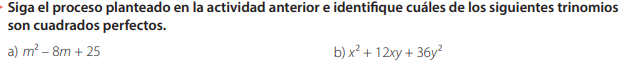 Siga el proceso planteado en la actividad anterior e identifique cuáles de los siguientes trinomios
son cuadrados perfectos.
a) m² – 8m + 25 b) x² + 12xy + 36y²